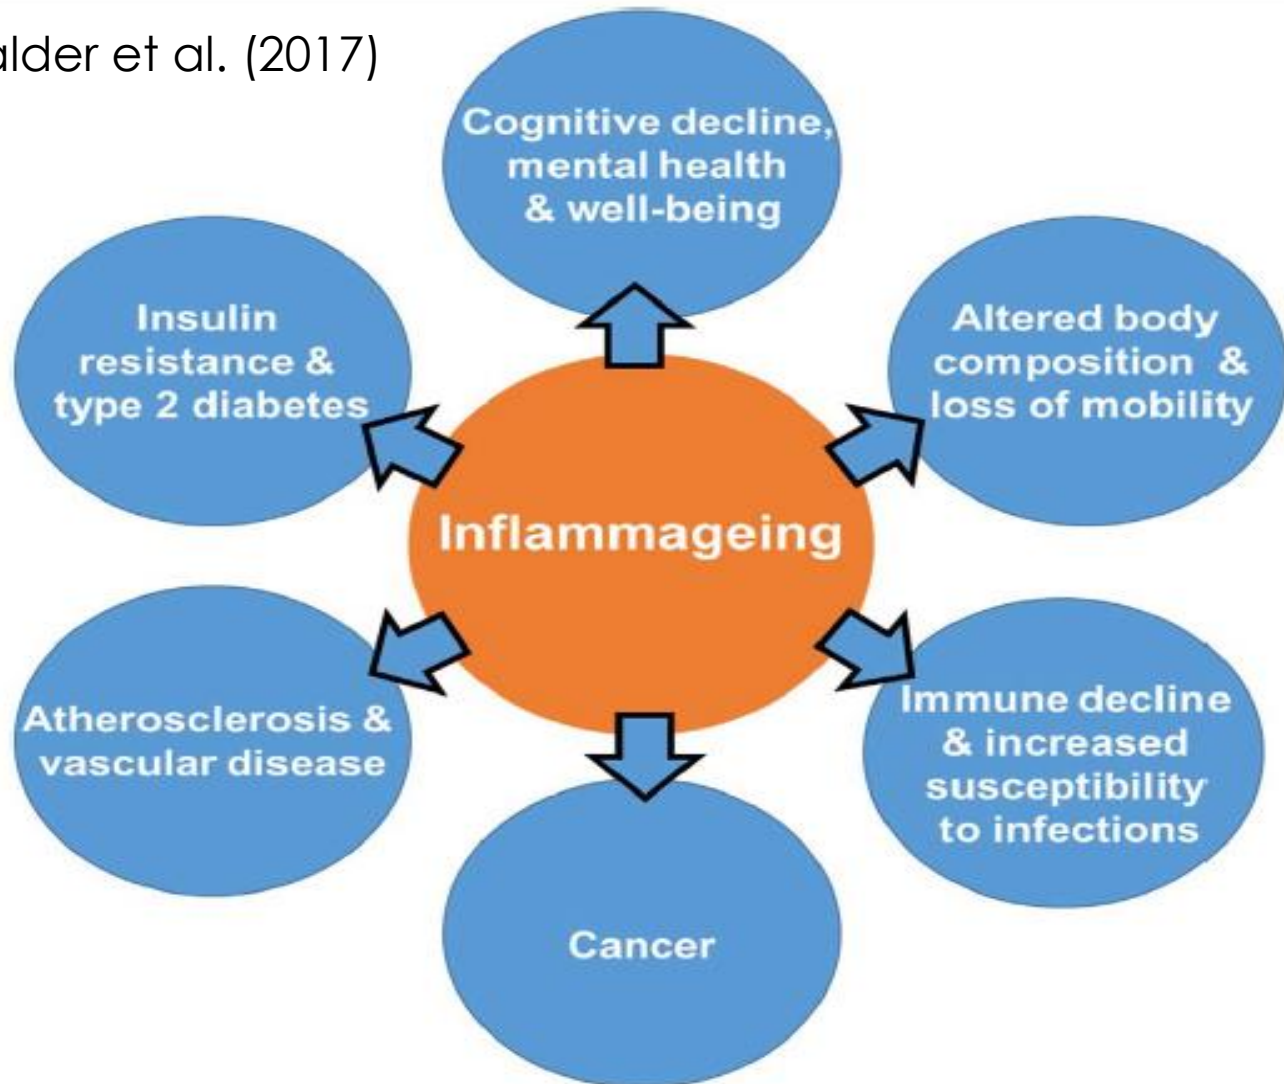 alder et al. (2017)
Cognitive decline,
mental health
& well-being
Insulin
resistance &
type 2 diabetes
Altered body
composition &
loss of mobility
Inflammageing
Atherosclerosis &
vascular disease
Immune decline
& increased
susceptibility
to infections
Cancer